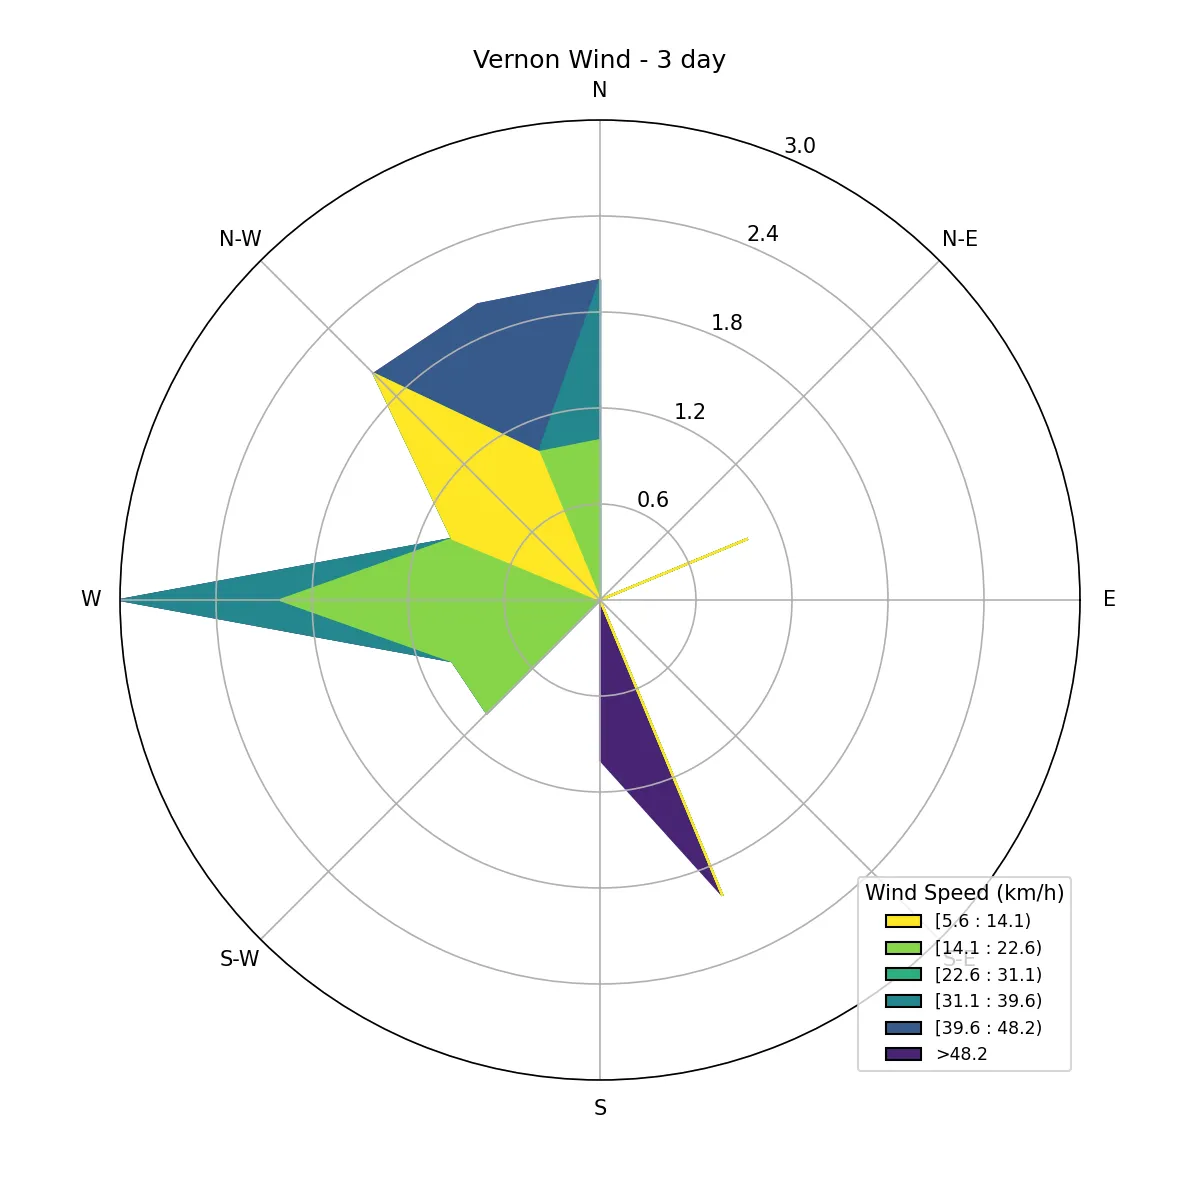 Vernon Wind - 3 day
N
3.0
2.4
N-W
N-E
1.8
1.2
0.6
W
E
Wind Speed (km/h)
[5.6 : 14.1)
[14.1 : 22.6)
S-W
S-E
[22.6 : 31.1)
[31.1 : 39.6)
[39.6 : 48.2)
>48.2
S